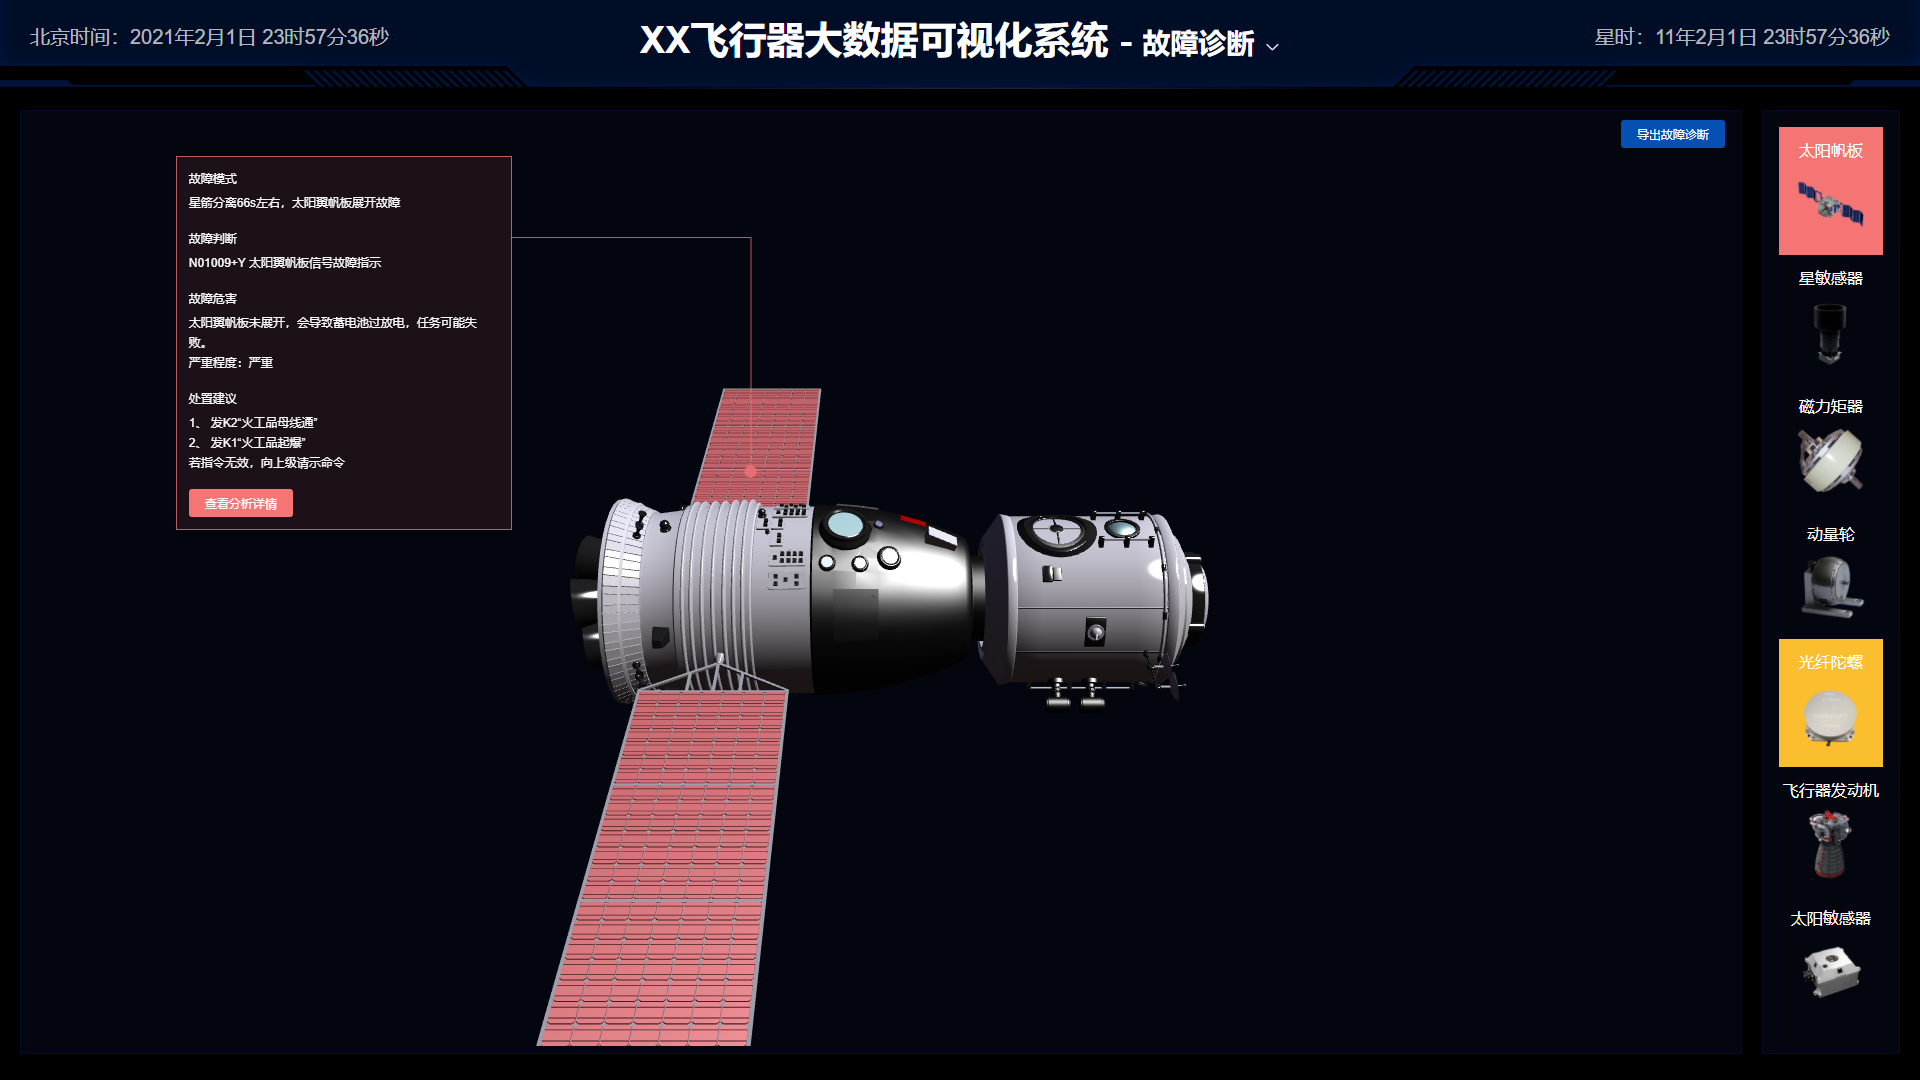 北京时间：2021年2月1日 23时57分36秒
XX飞行器大数据可视化系统 - 故障诊断
星时：11年2月1日 23时57分36秒
导出故障诊断
故障模式
星箭分离66s左右，太阳翼帆板展开故障
故障判断
N01009+Y 太阳翼帆板信号故障指示
故障危害
太阳翼帆板未展开，会导致蓄电池过放电，任务可能失
败。
严重程度：严重
处置建议
1、 发K2“火工品母线通”
2、 发K1“火工品起爆”
若指令无效，向上级请示命令
查看分析详情
太阳帆板
星敏感器
磁力矩器
动量轮
光纤陀螺
飞行器发动机
太阳敏感器